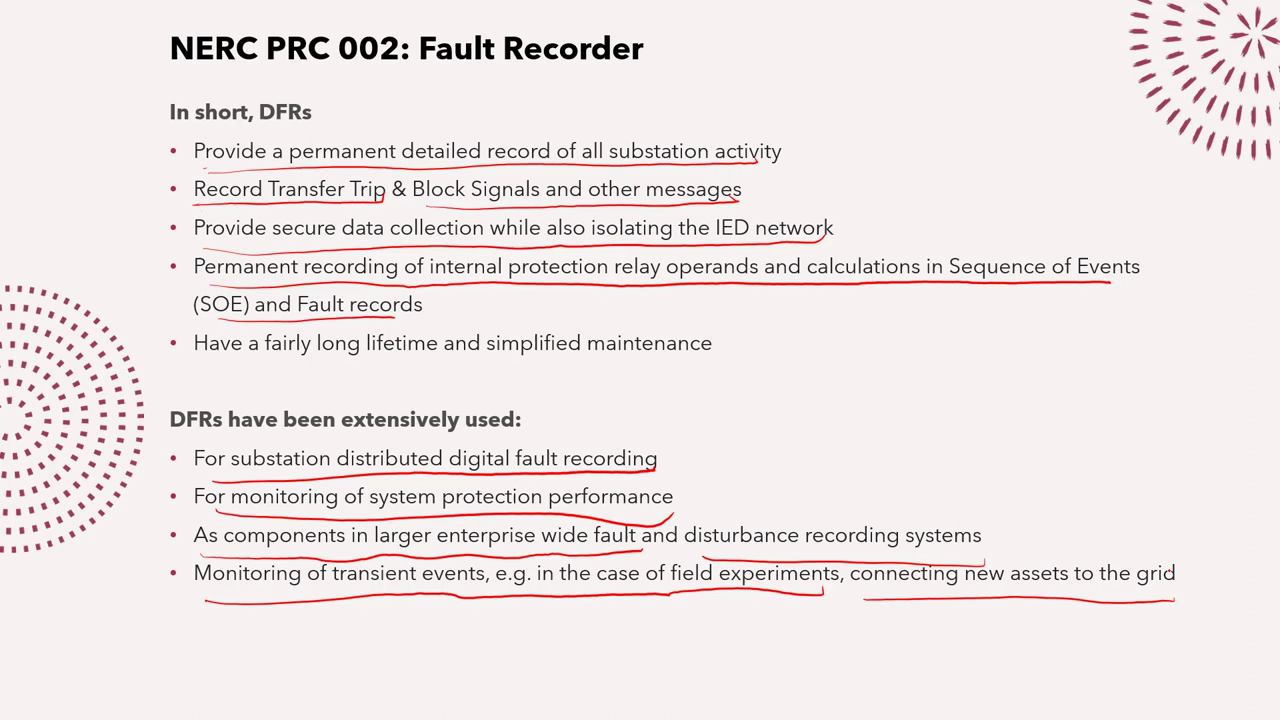 NERC PRC 002: Fault Recorder
In short, DFRs
• Provide a permanent detailed record of all substation activity
• Record Transfer Trip & Block Signals and other messages
• Provide secure data collection while also isolating the IED network
• Permanent recording of internal protection relay operands and calculations in Sequence of Events
(SOE) and Fault records
• Have a fairly long lifetime and simplified maintenance
DFRs have been extensively used:
• For substation distributed digital fault recording
• For monitoring of system protection performance
• As components in larger enterprise wide fault and disturbance recording systems
• Monitoring of transient events, e.g. in the case of field experiments, connecting new assets to the grid